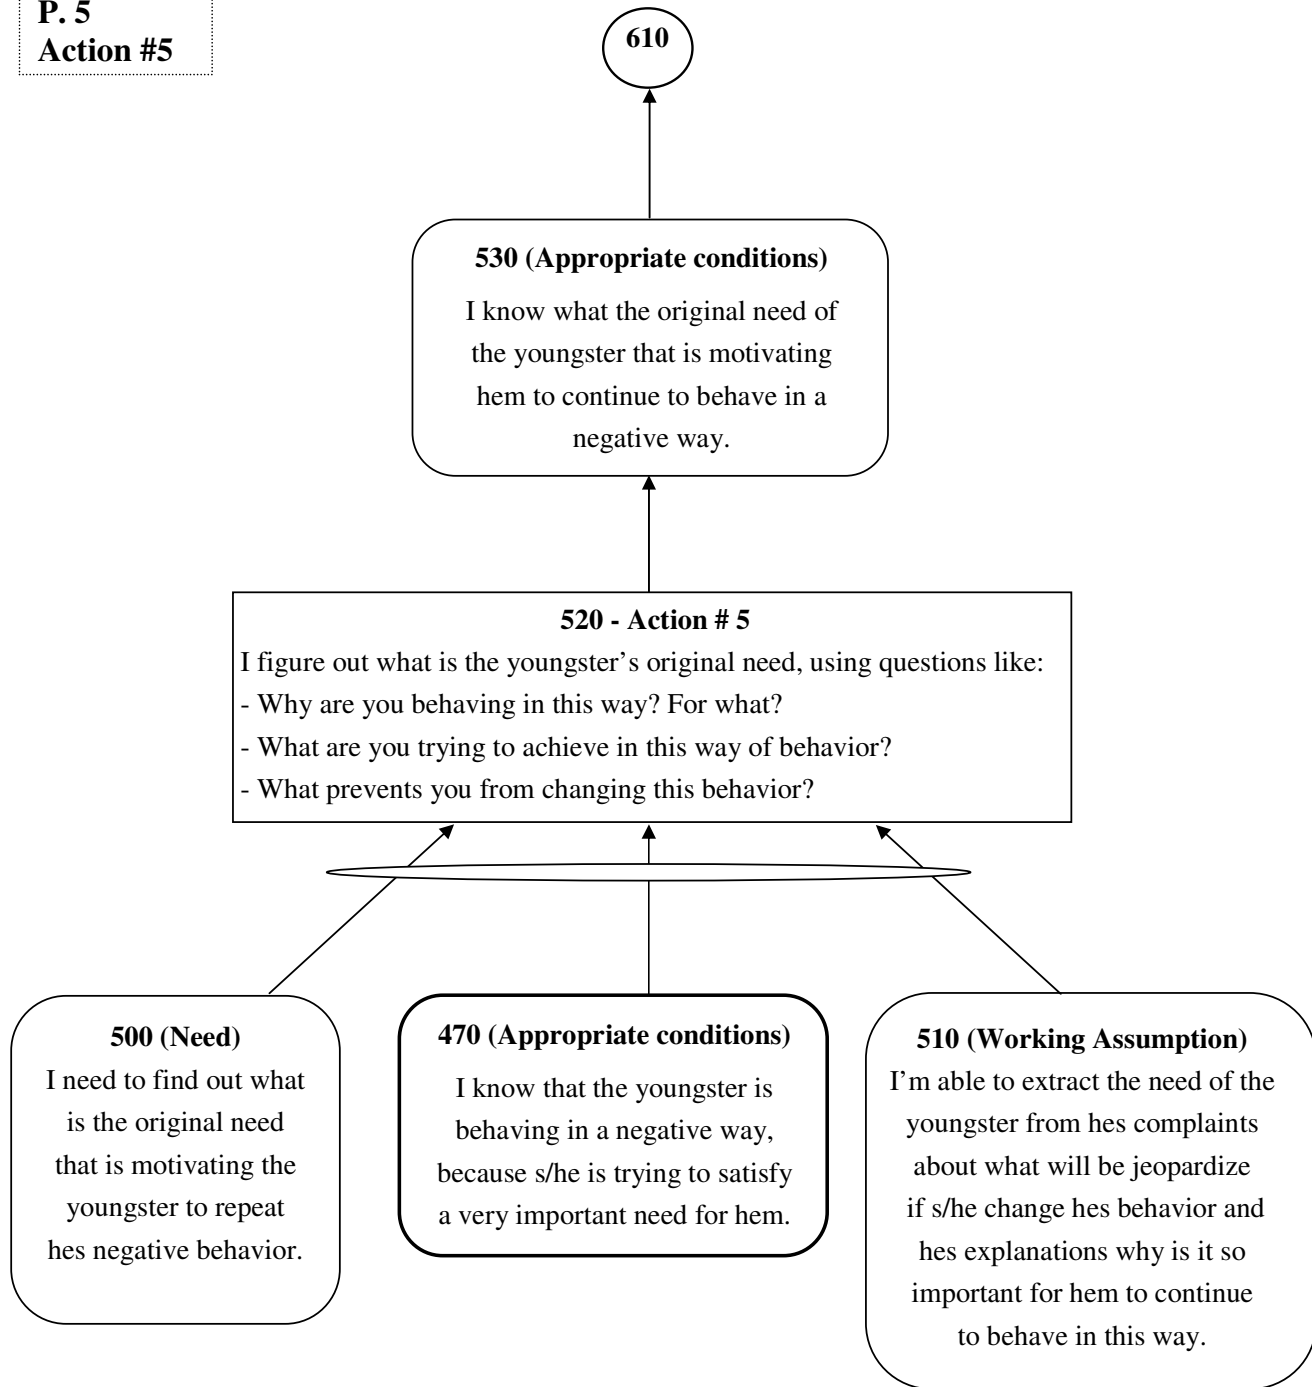 P. 5
Action #5
610
530 (Appropriate conditions)
I know what the original need of
the youngster that is motivating
hem to continue to behave in a
negative way.
520 - Action # 5
I figure out what is the youngster’s original need, using questions like:
- Why are you behaving in this way? For what?
- What are you trying to achieve in this way of behavior?
- What prevents you from changing this behavior?
500 (Need)
I need to find out what
is the original need
that is motivating the
youngster to repeat
hes negative behavior.
470 (Appropriate conditions)
I know that the youngster is
behaving in a negative way,
because s/he is trying to satisfy
a very important need for hem.
510 (Working Assumption)
I’m able to extract the need of the
youngster from hes complaints
about what will be jeopardize
if s/he change hes behavior and
hes explanations why is it so
important for hem to continue
to behave in this way.